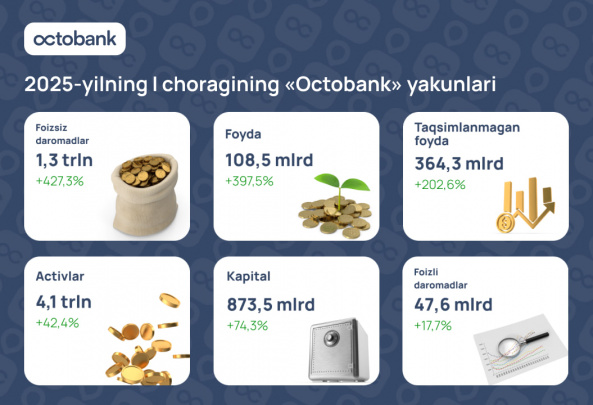 octobank
2025-yilning I choragining «Octobank» yakunlari
Foizsiz
daromadlar
1,3 trln
+427,3%
Foyda
108,5 mlrd
+397,5%
Taqsimlanmagan
foyda
364,3 mlrd
+202,6%
Activlar
4,1 trln
+42,4%
Kapital
873,5 mlrd
+74,3%
Foizli
daromadlar
47,6 mlrd
+17,7%